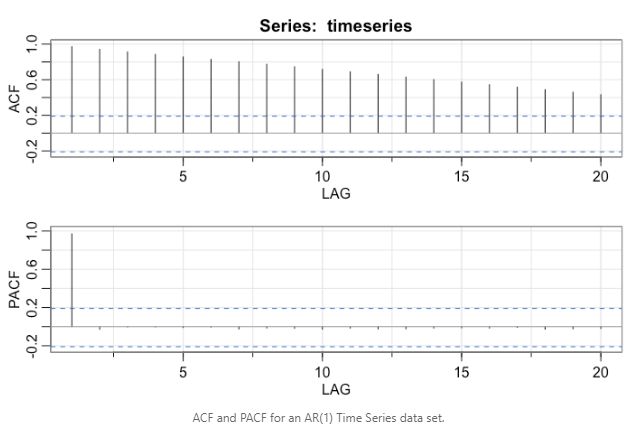 Series: timeseries
ACF
1.0
0.6
0.2
-0.2
5 10 15 20
LAG
PACF
1.0
0.6
0.2
-0.2
5 10 15 20
LAG
ACF and PACF for an AR(1) Time Series data set.